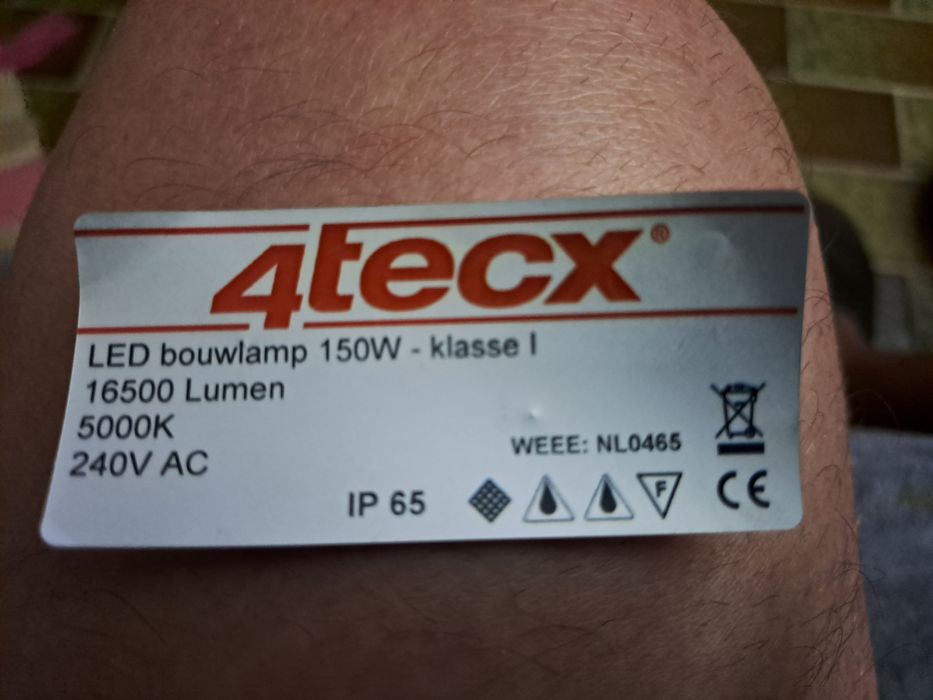 4tecx®
LED bouwlamp 150W - klasse I
16500 Lumen
5000K
240V AC
WEEE: NL0465
IP 65
F
CE